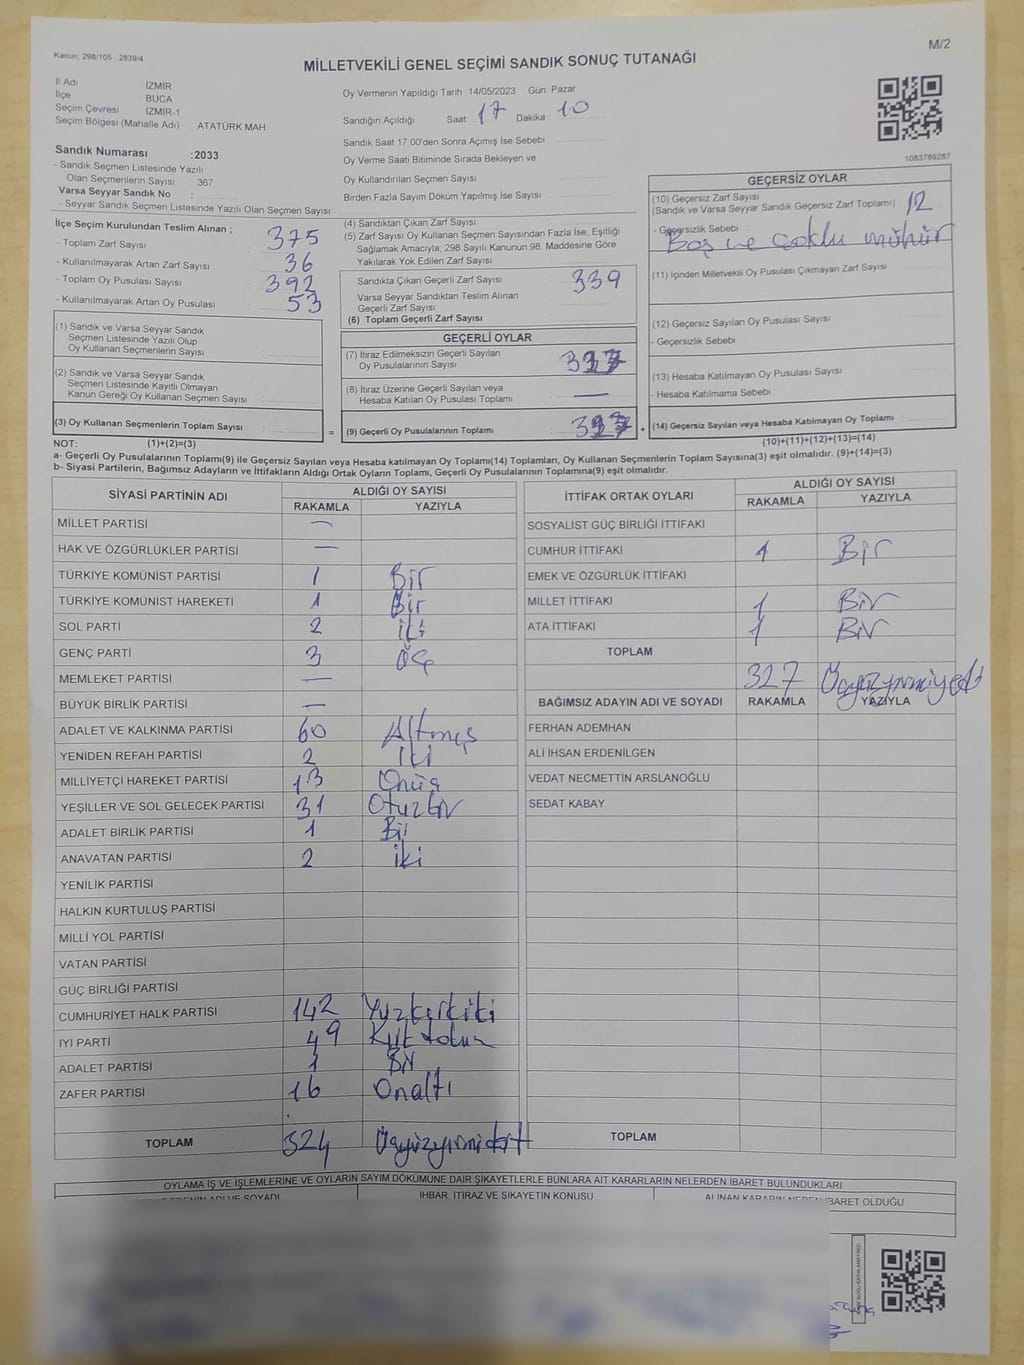 Kanun: 298/105 , 2839/4
M/2
MİLLETVEKİLİ GENEL SEÇİMİ SANDIK SONUÇ TUTANAĞI
İl Adı : İZMİR
İlçe : BUCA
Seçim Çevresi : İZMİR-1
Seçim Bölgesi (Mahalle Adı) : ATATÜRK MAH
Sandık Numarası :2033
- Sandık Seçmen Listesinde Yazılı
Olan Seçmenlerin Sayısı : 367
Varsa Seyyar Sandık No :
- Seyyar Sandık Seçmen Listesinde Yazılı Olan Seçmen Sayısı
Oy Vermenin Yapıldığı Tarih :14/05/2023 Gün: Pazar
Sandığın Açıldığı Saat: 17 Dakika: 10
Sandık Saat 17:00'den Sonra Açımış İse Sebebi
Oy Verme Saati Bitiminde Sırada Bekleyen ve
Oy Kullandırılan Seçmen Sayısı
Birden Fazla Sayım Döküm Yapılmış İse Sayısı
1083789287
İlçe Seçim Kurulundan Teslim Alınan ;
- Toplam Zarf Sayısı 375
- Kullanılmayarak Artan Zarf Sayısı 36
- Toplam Oy Pusulası Sayısı 392
- Kullanılmayarak Artan Oy Pusulası 53
(1) Sandık ve Varsa Seyyar Sandık
Seçmen Listesinde Yazılı Olup
Oy Kullanan Seçmenlerin Sayısı
(2) Sandık ve Varsa Seyyar Sandık
Seçmen Listesinde Kayıtlı Olmayan
Kanun Gereği Oy Kullanan Seçmen Sayısı
(3) Oy Kullanan Seçmenlerin Toplam Sayısı
(4) Sandıktan Çıkan Zarf Sayısı
(5) Zarf Sayısı Oy Kullanan Seçmen Sayısından Fazla İse, Eşitliği
Sağlamak Amacıyla, 298 Sayılı Kanunun 98. Maddesine Göre
Yakılarak Yok Edilen Zarf Sayısı
Sandıkta Çıkan Geçerli Zarf Sayısı 339
Varsa Seyyar Sandıktan Teslim Alınan
Geçerli Zarf Sayısı
(6) Toplam Geçerli Zarf Sayısı
GEÇERLİ OYLAR
(7) İtiraz Edilmeksizin Geçerli Sayılan
Oy Pusulalarının Sayısı
(8) İtiraz Üzerine Geçerli Sayılan veya
Hesaba Katılan Oy Pusulası Toplamı —
= (9) Geçerli Oy Pusulalarının Toplamı
GEÇERSİZ OYLAR
(10) Geçersiz Zarf Sayısı
(Sandık ve Varsa Seyyar Sandık Geçersiz Zarf Toplamı) 12
- Geçersizlik Sebebi
Boş ve çoklu mühür
(11) İçinden Milletvekili Oy Pusulası Çıkmayan Zarf Sayısı
(12) Geçersiz Sayılan Oy Pusulası Sayısı
- Geçersizlik Sebebi
(13) Hesaba Katılmayan Oy Pusulası Sayısı
- Hesaba Katılmama Sebebi
+ (14) Geçersiz Sayılan veya Hesaba Katılmayan Oy Toplamı
NOT: (1)+(2)=(3)
(10)+(11)+(12)+(13)=(14)
a- Geçerli Oy Pusulalarının Toplamı(9) ile Geçersiz Sayılan veya Hesaba katılmayan Oy Toplamı(14) Toplamları, Oy Kullanan Seçmenlerin Toplam Sayısına(3) eşit olmalıdır. (9)+(14)=(3)
b- Siyasi Partilerin, Bağımsız Adayların ve İttifakların Aldığı Ortak Oyların Toplamı, Geçerli Oy Pusulalarının Toplamına(9) eşit olmalıdır.
SİYASİ PARTİNİN ADI ALDIĞI OY SAYISI
RAKAMLA YAZIYLA
MİLLET PARTİSİ —
HAK VE ÖZGÜRLÜKLER PARTİSİ —
TÜRKİYE KOMÜNİST PARTİSİ 1 Bir
TÜRKİYE KOMÜNİST HAREKETİ 1 Bir
SOL PARTİ 2 iki
GENÇ PARTİ 3 Üç
MEMLEKET PARTİSİ —
BÜYÜK BİRLİK PARTİSİ —
ADALET VE KALKINMA PARTİSİ 60 Altmış
YENİDEN REFAH PARTİSİ 2 iki
MİLLİYETÇİ HAREKET PARTİSİ 13 Onüç
YEŞİLLER VE SOL GELECEK PARTİSİ 31 Otuzbir
ADALET BİRLİK PARTİSİ 1 Bir
ANAVATAN PARTİSİ 2 iki
YENİLİK PARTİSİ
HALKIN KURTULUŞ PARTİSİ
MİLLİ YOL PARTİSİ
VATAN PARTİSİ
GÜÇ BİRLİĞİ PARTİSİ
CUMHURİYET HALK PARTİSİ 142 Yüzkırkiki
İYİ PARTİ 49 Kırkdokuz
ADALET PARTİSİ 1 Bir
ZAFER PARTİSİ 16 Onaltı
TOPLAM 324 Üçyüzyirmidört
İTTİFAK ORTAK OYLARI ALDIĞI OY SAYISI
RAKAMLA YAZIYLA
SOSYALIST GÜÇ BİRLİĞİ İTTİFAKI
CUMHUR İTTİFAKI 1 Bir
EMEK VE ÖZGÜRLÜK İTTİFAKI
MİLLET İTTİFAKI 1 Bir
ATA İTTİFAKI 1 Bir
TOPLAM 327 Üçyüzyirmiyedi
BAĞIMSIZ ADAYIN ADI VE SOYADI RAKAMLA YAZIYLA
FERHAN ADEMHAN
ALİ İHSAN ERDENİLGEN
VEDAT NECMETTİN ARSLANOĞLU
SEDAT KABAY
TOPLAM
OYLAMA İŞ VE İŞLEMLERİNE VE OYLARIN SAYIM DÖKÜMÜNE DAİR ŞİKAYETLERLE BUNLARA AİT KARARLARIN NELERDEN İBARET BULUNDUKLARI
ADI VE SOYADI İHBAR, İTİRAZ VE ŞİKAYETİN KONUSU ALINAN KARARIN NEDEN İBARET OLDUĞU